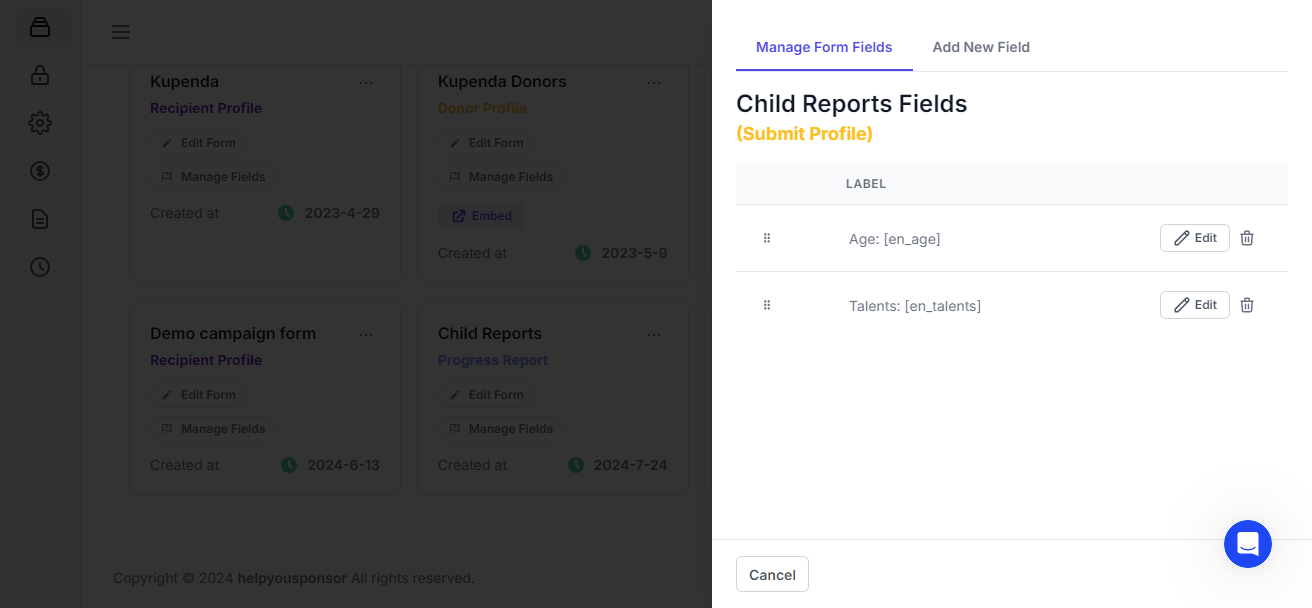 Kupenda
Recipient Profile
Edit Form
Manage Fields
Created at 2023-4-29
Kupenda Donors
Donor Profile
Edit Form
Manage Fields
Embed
Created at 2023-5-9
Demo campaign form
Recipient Profile
Edit Form
Manage Fields
Created at 2024-6-13
Child Reports
Progress Report
Edit Form
Manage Fields
Created at 2024-7-24
Copyright © 2024 helpyousponsor All rights reserved.
Manage Form Fields Add New Field
Child Reports Fields
(Submit Profile)
LABEL
Age: [en_age] Edit
Talents: [en_talents] Edit
Cancel